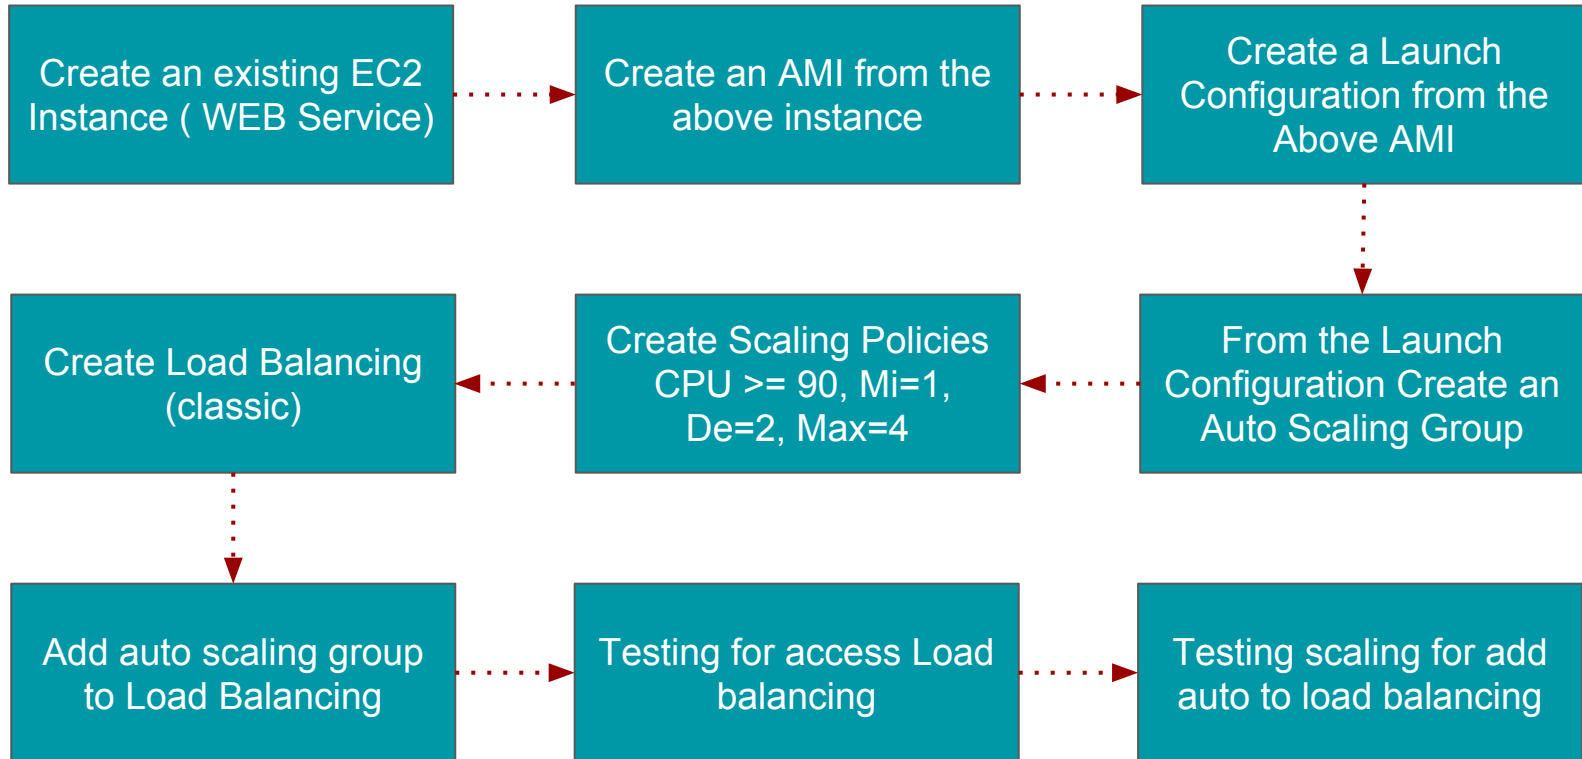 Create an existing EC2
Instance ( WEB Service)
Create an AMI from the
above instance
Create a Launch
Configuration from the
Above AMI
From the Launch
Configuration Create an
Auto Scaling Group
Create Scaling Policies
CPU >= 90, Mi=1,
De=2, Max=4
Create Load Balancing
(classic)
Add auto scaling group
to Load Balancing
Testing for access Load
balancing
Testing scaling for add
auto to load balancing